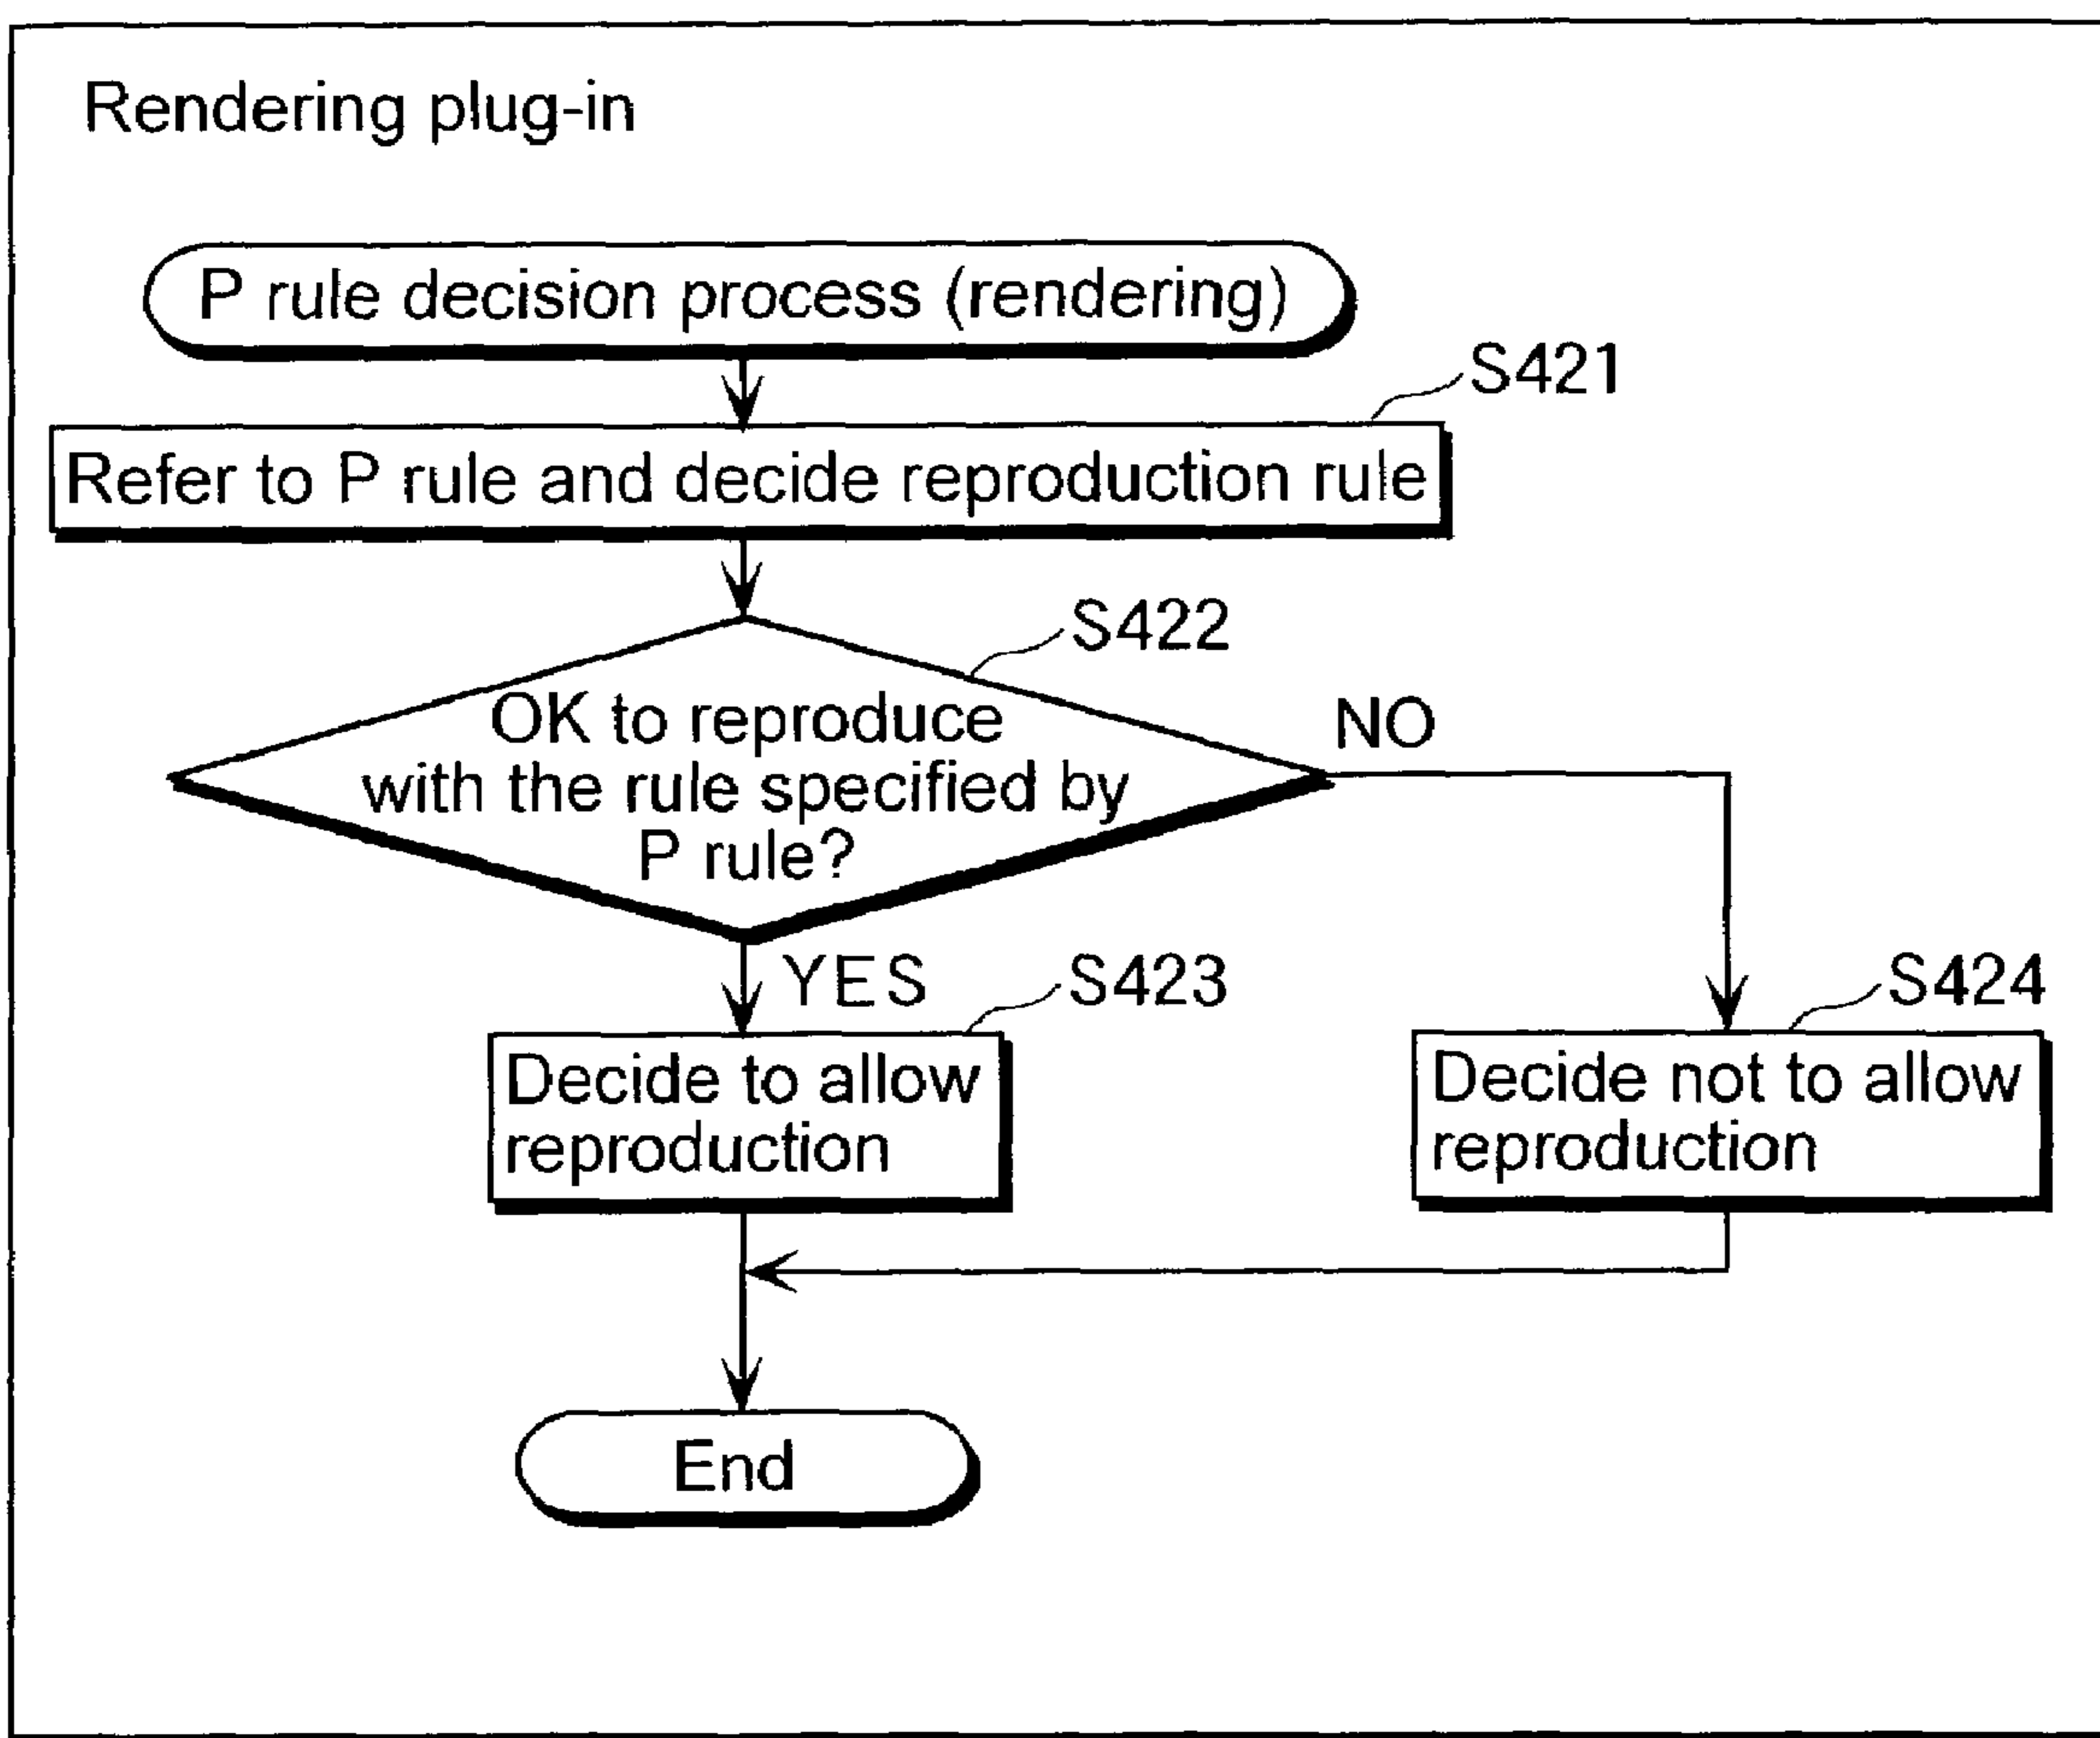 Rendering plug-in
P rule decision process (rendering)
S421
Refer to P rule and decide reproduction rule
S422
OK to reproduce
with the rule specified by
P rule?
NO
YES
S423
S424
Decide to allow
reproduction
Decide not to allow
reproduction
End